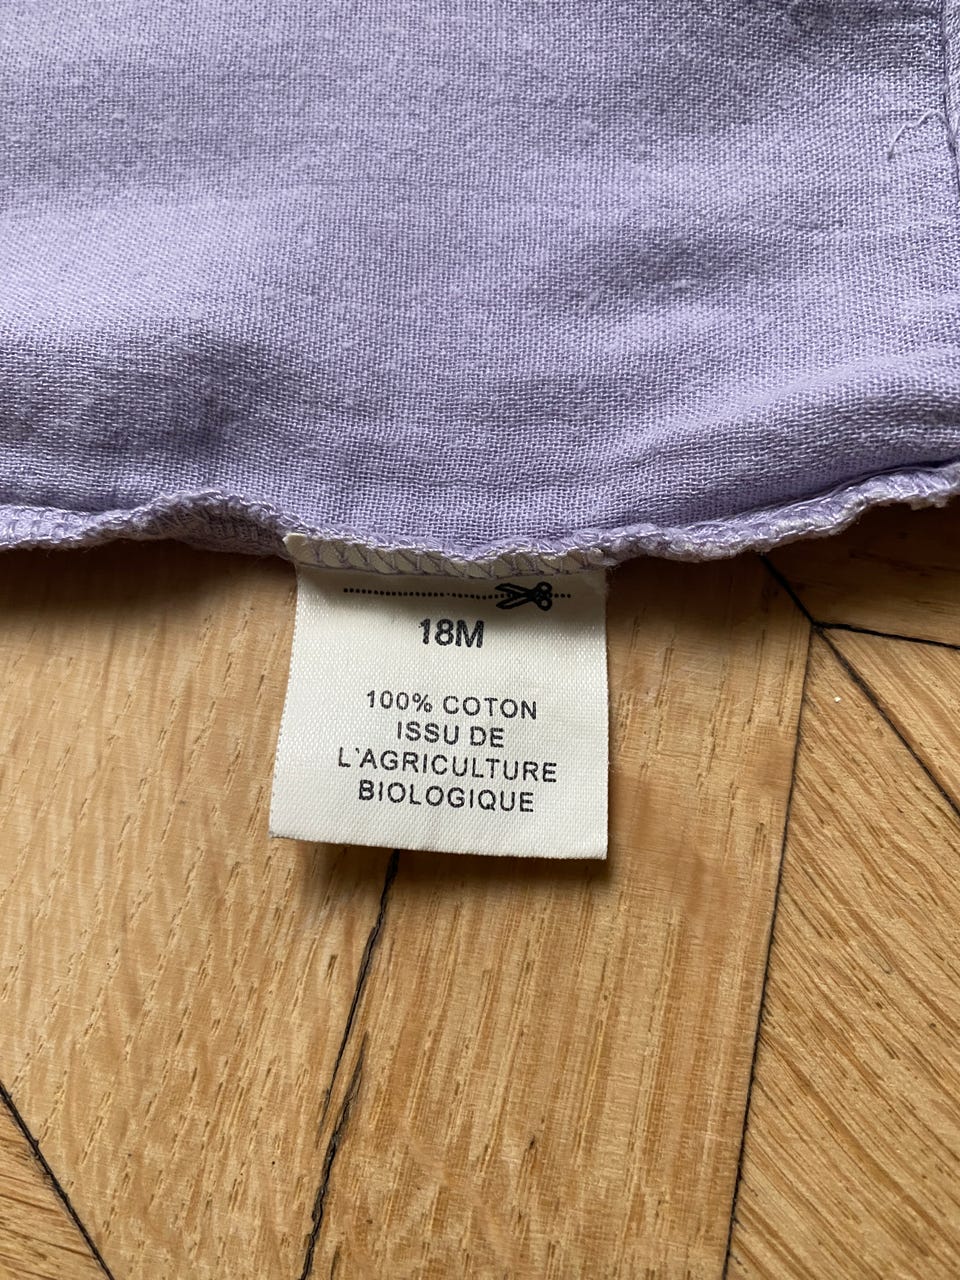 18M
100% COTON
ISSU DE
L'AGRICULTURE
BIOLOGIQUE